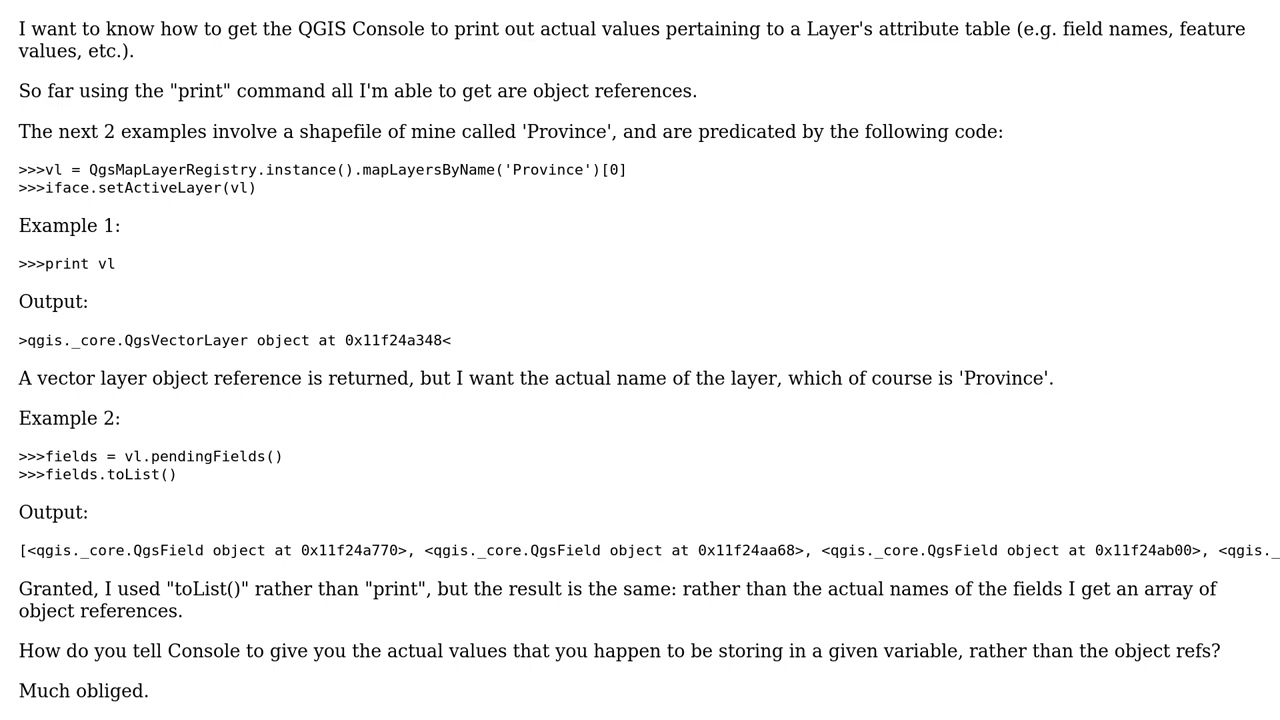 I want to know how to get the QGIS Console to print out actual values pertaining to a Layer's attribute table (e.g. field names, feature
values, etc.).
So far using the "print" command all I'm able to get are object references.
The next 2 examples involve a shapefile of mine called 'Province', and are predicated by the following code:
>>>vl = QgsMapLayerRegistry.instance().mapLayersByName('Province')[0]
>>>iface.setActiveLayer(vl)
Example 1:
>>>print vl
Output:
>qgis._core.QgsVectorLayer object at 0x11f24a348<
A vector layer object reference is returned, but I want the actual name of the layer, which of course is 'Province'.
Example 2:
>>>fields = vl.pendingFields()
>>>fields.toList()
Output:
[<qgis._core.QgsField object at 0x11f24a770>, <qgis._core.QgsField object at 0x11f24aa68>, <qgis._core.QgsField object at 0x11f24ab00>, <qgis._
Granted, I used "toList()" rather than "print", but the result is the same: rather than the actual names of the fields I get an array of
object references.
How do you tell Console to give you the actual values that you happen to be storing in a given variable, rather than the object refs?
Much obliged.